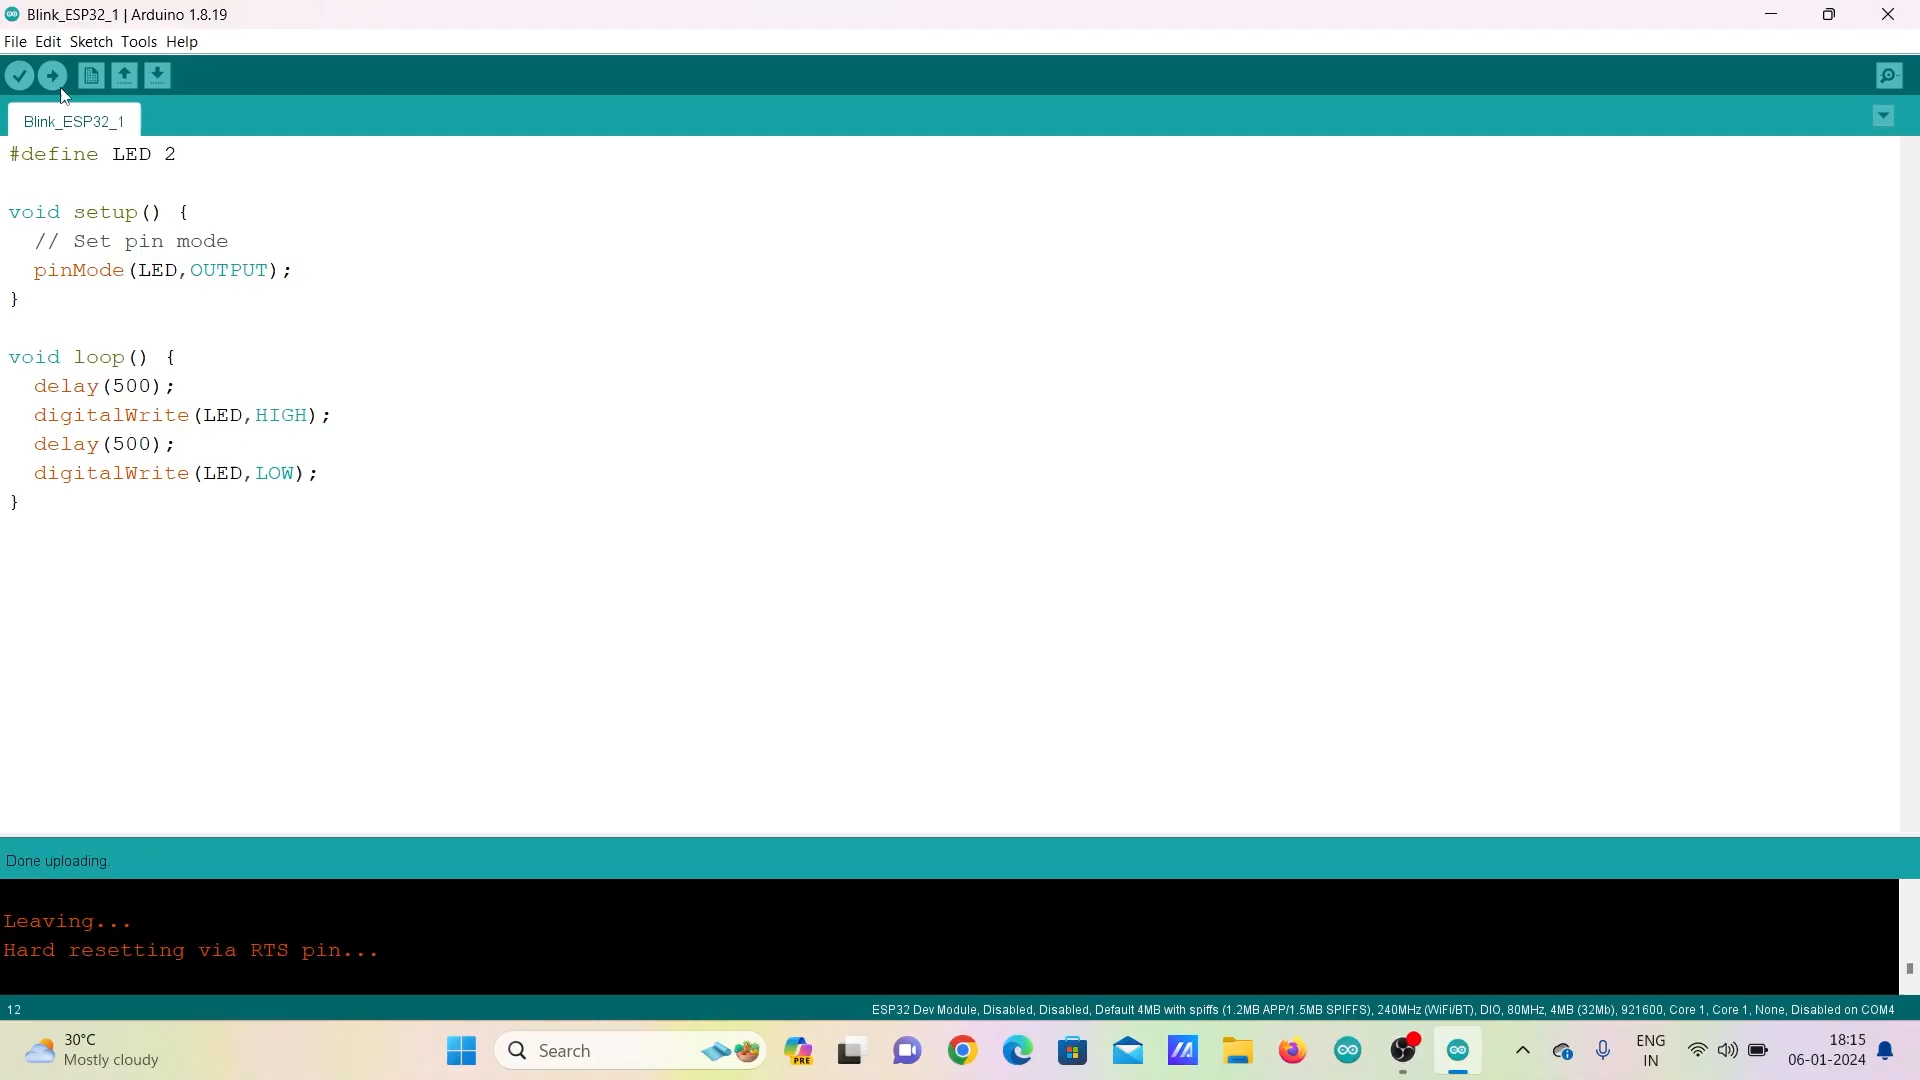 Blink_ESP32_1 | Arduino 1.8.19
File Edit Sketch Tools Help
Blink_ESP32_1
#define LED 2
void setup() {
// Set pin mode
pinMode(LED,OUTPUT);
}
void loop() {
delay(500);
digitalWrite(LED,HIGH);
delay(500);
digitalWrite(LED,LOW);
}
Done uploading.
Leaving...
Hard resetting via RTS pin...
12
ESP32 Dev Module, Disabled, Disabled, Default 4MB with spiffs (1.2MB APP/1.5MB SPIFFS), 240MHz (WiFi/BT), DIO, 80MHz, 4MB (32Mb), 921600, Core 1, Core 1, None, Disabled on COM4
30°C
Mostly cloudy
Search
PRE
ENG
IN
18:15
06-01-2024